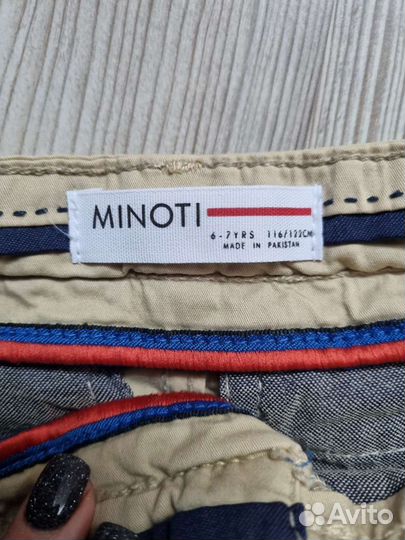 MINOTI
6-7YRS 116/122CM
MADE IN PAKISTAN
Avito